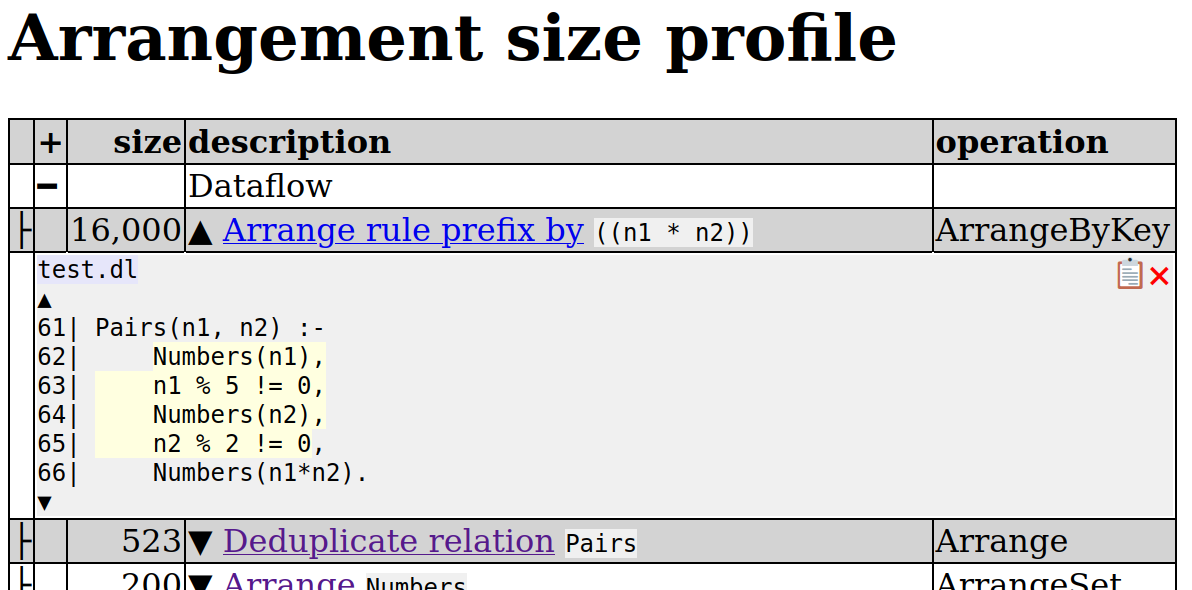 Arrangement size profile
+ size description operation
− Dataflow
├ 16,000 ▲ Arrange rule prefix by ((n1 * n2)) ArrangeByKey
test.dl
▲
61| Pairs(n1, n2) :-
62|     Numbers(n1),
63|     n1 % 5 != 0,
64|     Numbers(n2),
65|     n2 % 2 != 0,
66|     Numbers(n1*n2).
▼
├ 523 ▼ Deduplicate relation Pairs Arrange
├ 200 ▼ Arrange Numbers ArrangeSet